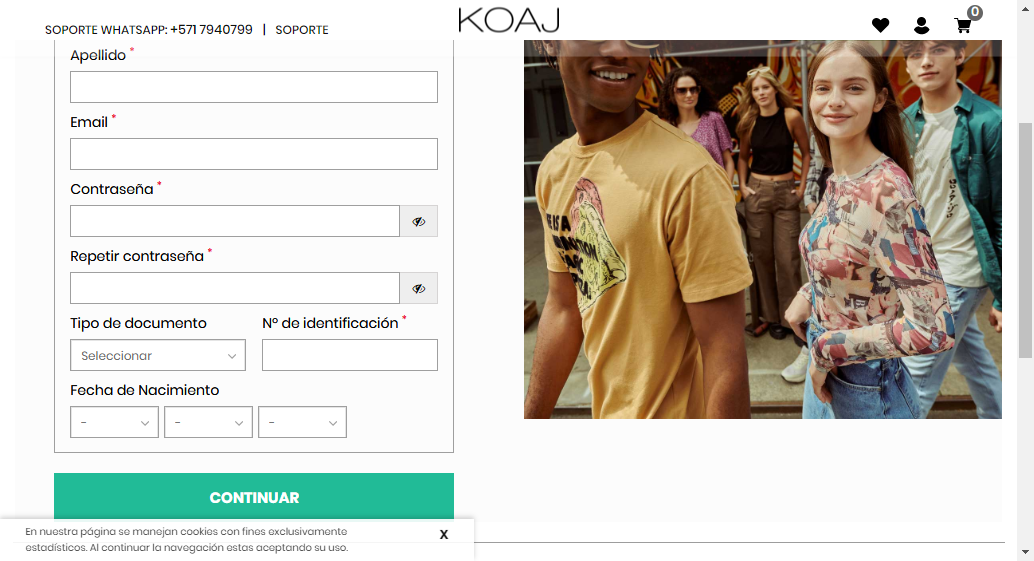 SOPORTE WHATSAPP: +571 7940799 | SOPORTE
KOAJ
0
Apellido *
Email *
Contraseña *
Repetir contraseña *
Tipo de documento
Nº de identificación *
Seleccionar
Fecha de Nacimiento
- - -
CONTINUAR
En nuestra página se manejan cookies con fines exclusivamente
estadísticos. Al continuar la navegación estas aceptando su uso.
X